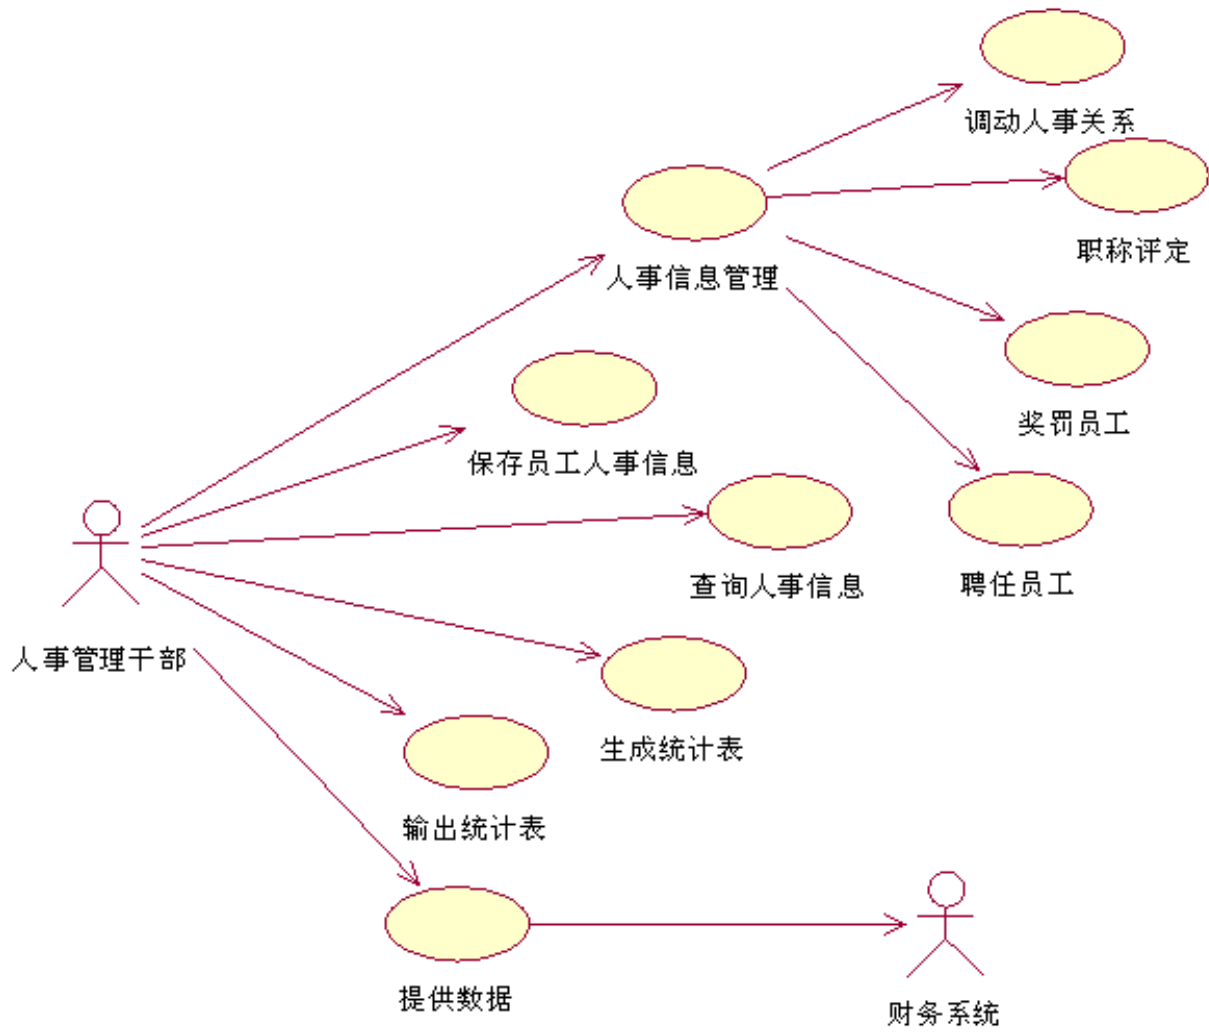 调动人事关系
职称评定
人事信息管理
奖罚员工
保存员工人事信息
查询人事信息
聘任员工
人事管理干部
生成统计表
输出统计表
提供数据
财务系统